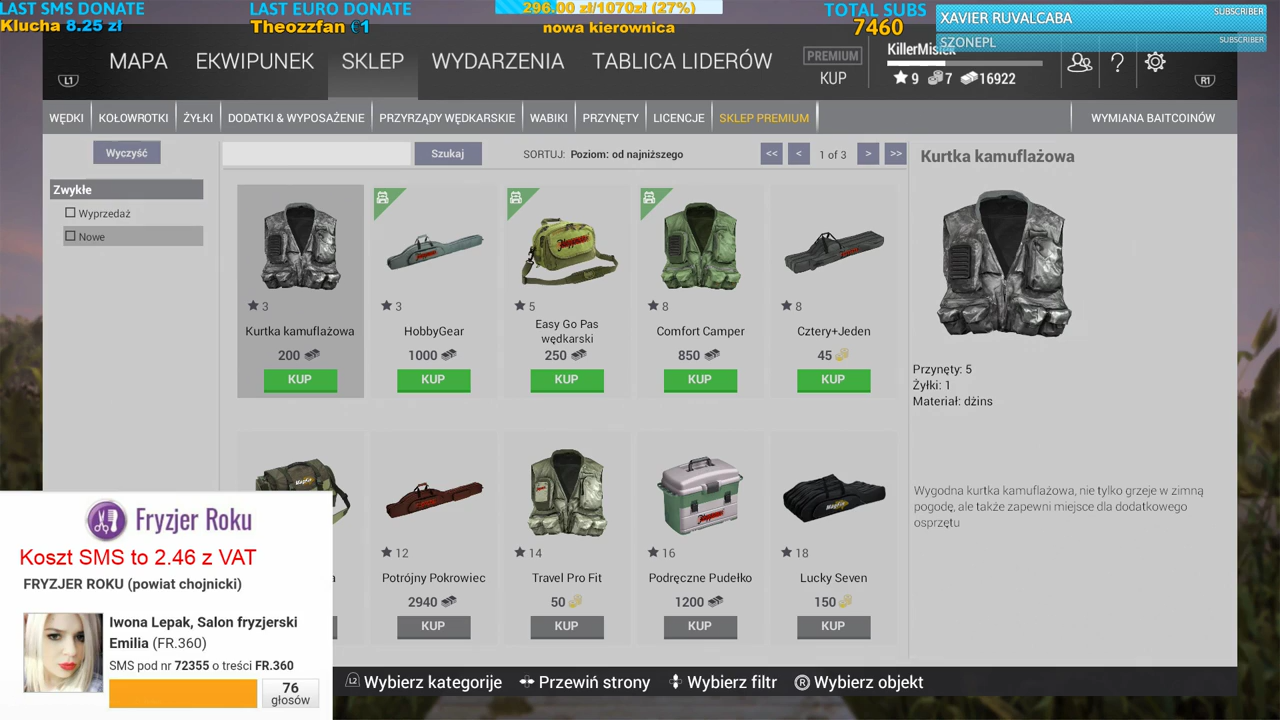 LAST SMS DONATE
Klucha 8.25 zł
LAST EURO DONATE
Theozzfan €1
296.00 zł/1070zł (27%)
nowa kierownica
TOTAL SUBS
7460
XAVIER RUVALCABA
SUBSCRIBER
SZONEPL
SUBSCRIBER
L1
MAPA
EKWIPUNEK
SKLEP
WYDARZENIA
TABLICA LIDERÓW
PREMIUM
KUP
9
7
16922
?
R1
WĘDKI
KOŁOWROTKI
ŻYŁKI
DODATKI & WYPOSAŻENIE
PRZYRZĄDY WĘDKARSKIE
WABIKI
PRZYNĘTY
LICENCJE
SKLEP PREMIUM
WYMIANA BAITCOINÓW
Wyczyść
Szukaj
SORTUJ: Poziom: od najniższego
<<
<
1 of 3
>
>>
Kurtka kamuflażowa
Zwykłe
Wyprzedaż
Nowe
3
Kurtka kamuflażowa
200
KUP
3
HobbyGear
1000
KUP
5
Easy Go Pas
wędkarski
250
KUP
8
Comfort Camper
850
KUP
8
Cztery+Jeden
45
KUP
Przynęty: 5
Żyłki: 1
Materiał: dżins
Wygodna kurtka kamuflażowa, nie tylko grzeje w zimną
pogodę, ale także zapewni miejsce dla dodatkowego
osprzętu
12
Potrójny Pokrowiec
2940
KUP
14
Travel Pro Fit
50
KUP
16
Podręczne Pudełko
1200
KUP
18
Lucky Seven
150
KUP
Fryzjer Roku
Koszt SMS to 2.46 z VAT
FRYZJER ROKU (powiat chojnicki)
Iwona Lepak, Salon fryzjerski
Emilia (FR.360)
SMS pod nr 72355 o treści FR.360
76
głosów
L2 Wybierz kategorije
Przewiń strony
Wybierz filtr
R Wybierz objekt